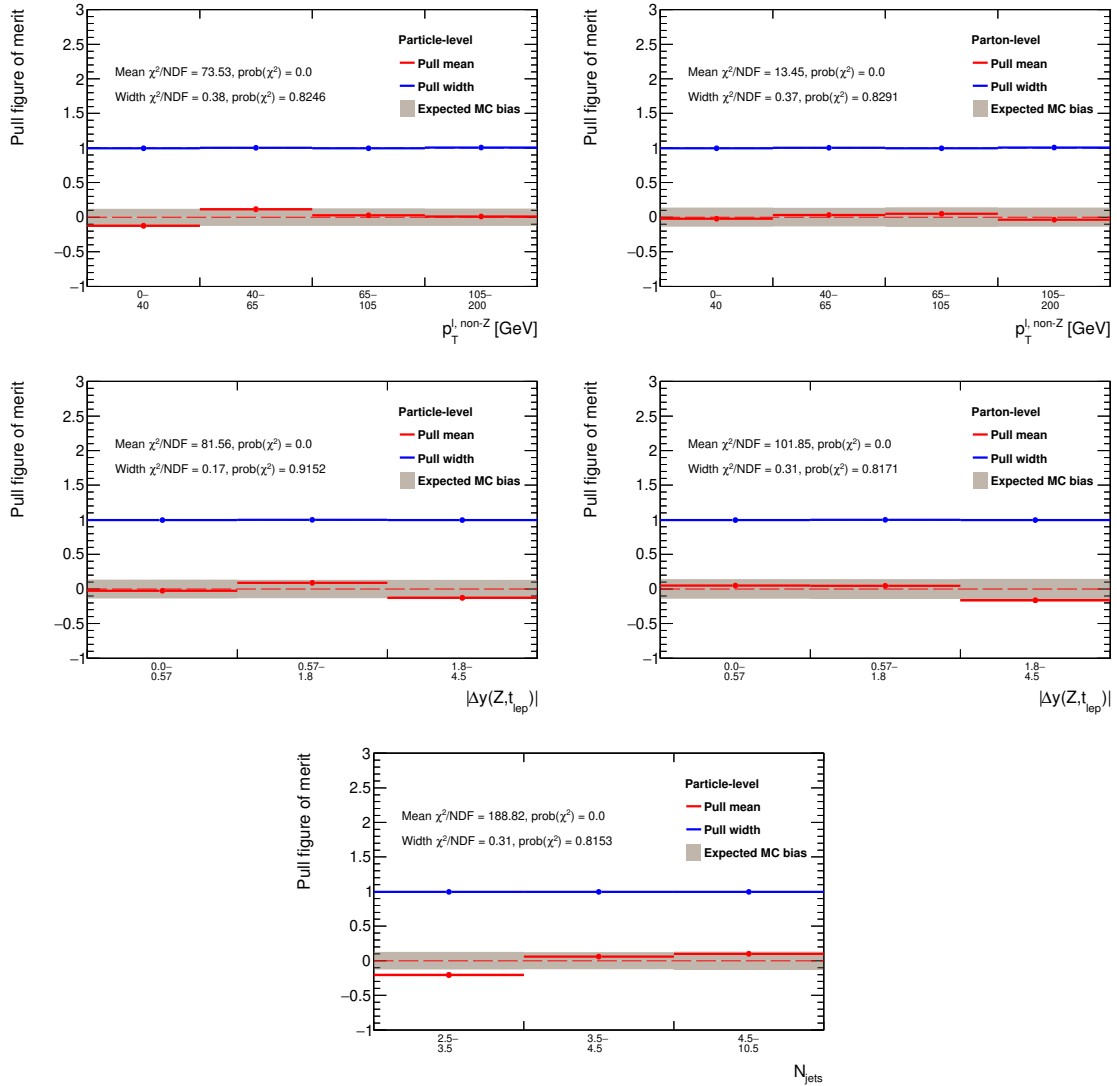 Pull figure of merit
3
2.5
2
1.5
1
0.5
0
−0.5
−1
Particle-level
Mean χ²/NDF = 73.53, prob(χ²) = 0.0
Width χ²/NDF = 0.38, prob(χ²) = 0.8246
Pull mean
Pull width
Expected MC bias
0− 40− 65− 105−
40 65 105 200
p_T^{l, non-Z} [GeV]
Pull figure of merit
3
2.5
2
1.5
1
0.5
0
−0.5
−1
Parton-level
Mean χ²/NDF = 13.45, prob(χ²) = 0.0
Width χ²/NDF = 0.37, prob(χ²) = 0.8291
Pull mean
Pull width
Expected MC bias
0− 40− 65− 105−
40 65 105 200
p_T^{l, non-Z} [GeV]
Pull figure of merit
3
2.5
2
1.5
1
0.5
0
−0.5
−1
Particle-level
Mean χ²/NDF = 81.56, prob(χ²) = 0.0
Width χ²/NDF = 0.17, prob(χ²) = 0.9152
Pull mean
Pull width
Expected MC bias
0.0− 0.57− 1.8−
0.57 1.8 4.5
|Δy(Z,t_{lep})|
Pull figure of merit
3
2.5
2
1.5
1
0.5
0
−0.5
−1
Parton-level
Mean χ²/NDF = 101.85, prob(χ²) = 0.0
Width χ²/NDF = 0.31, prob(χ²) = 0.8171
Pull mean
Pull width
Expected MC bias
0.0− 0.57− 1.8−
0.57 1.8 4.5
|Δy(Z,t_{lep})|
Pull figure of merit
3
2.5
2
1.5
1
0.5
0
−0.5
−1
Particle-level
Mean χ²/NDF = 188.82, prob(χ²) = 0.0
Width χ²/NDF = 0.31, prob(χ²) = 0.8153
Pull mean
Pull width
Expected MC bias
2.5− 3.5− 4.5−
3.5 4.5 10.5
N_{jets}